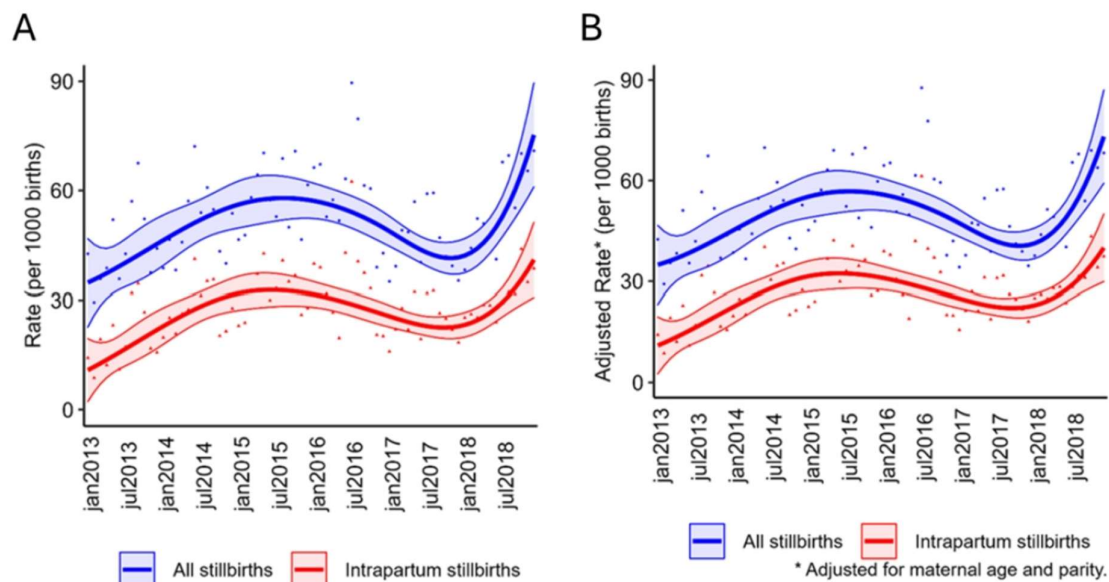 A
Rate (per 1000 births)
90
60
30
0
jan2013
jul2013
jan2014
jul2014
jan2015
jul2015
jan2016
jul2016
jan2017
jul2017
jan2018
jul2018
All stillbirths
Intrapartum stillbirths
B
Adjusted Rate* (per 1000 births)
90
60
30
0
jan2013
jul2013
jan2014
jul2014
jan2015
jul2015
jan2016
jul2016
jan2017
jul2017
jan2018
jul2018
All stillbirths
Intrapartum stillbirths
* Adjusted for maternal age and parity.